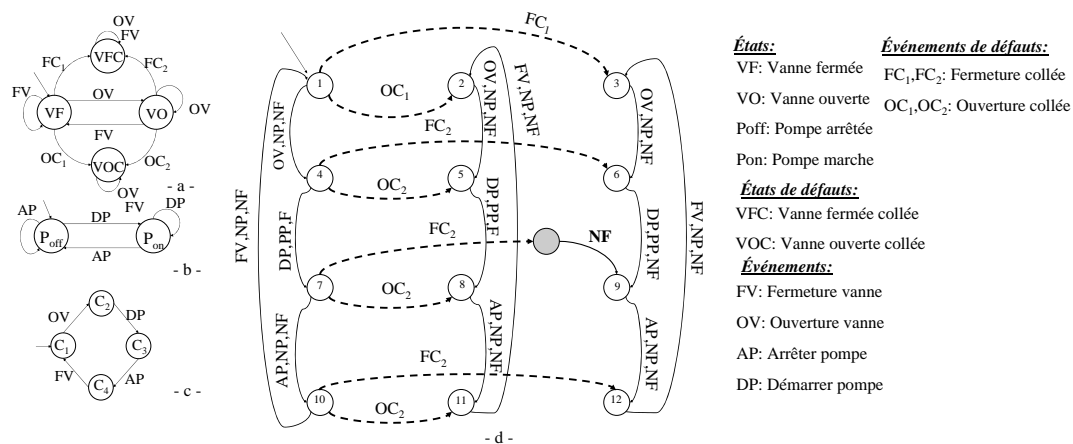 OV
FV
VFC
FC1
FC2
FV
OV
VF
VO
OV
FV
OC1
OC2
VOC
OV
FV
- a -
AP
DP
DP
Poff
Pon
AP
- b -
C2
OV
DP
C1
C3
FV
AP
C4
- c -
FC1
1
2
3
OC1
OV,NP,NF
OV,NP,NF
FV,NP,NF
OV,NP,NF
FC2
4
5
6
OC2
FV,NP,NF
DP,PP,F
DP,PP,F
FC2
NF
DP,PP,NF
FV,NP,NF
7
8
9
OC2
AP,NP,NF
AP,NP,NF
AP,NP,NF
FC2
10
11
12
OC2
- d -
États:
VF: Vanne fermée
VO: Vanne ouverte
Poff: Pompe arrêtée
Pon: Pompe marche
États de défauts:
VFC: Vanne fermée collée
VOC: Vanne ouverte collée
Événements:
FV: Fermeture vanne
OV: Ouverture vanne
AP: Arrêter pompe
DP: Démarrer pompe
Événements de défauts:
FC1,FC2: Fermeture collée
OC1,OC2: Ouverture collée